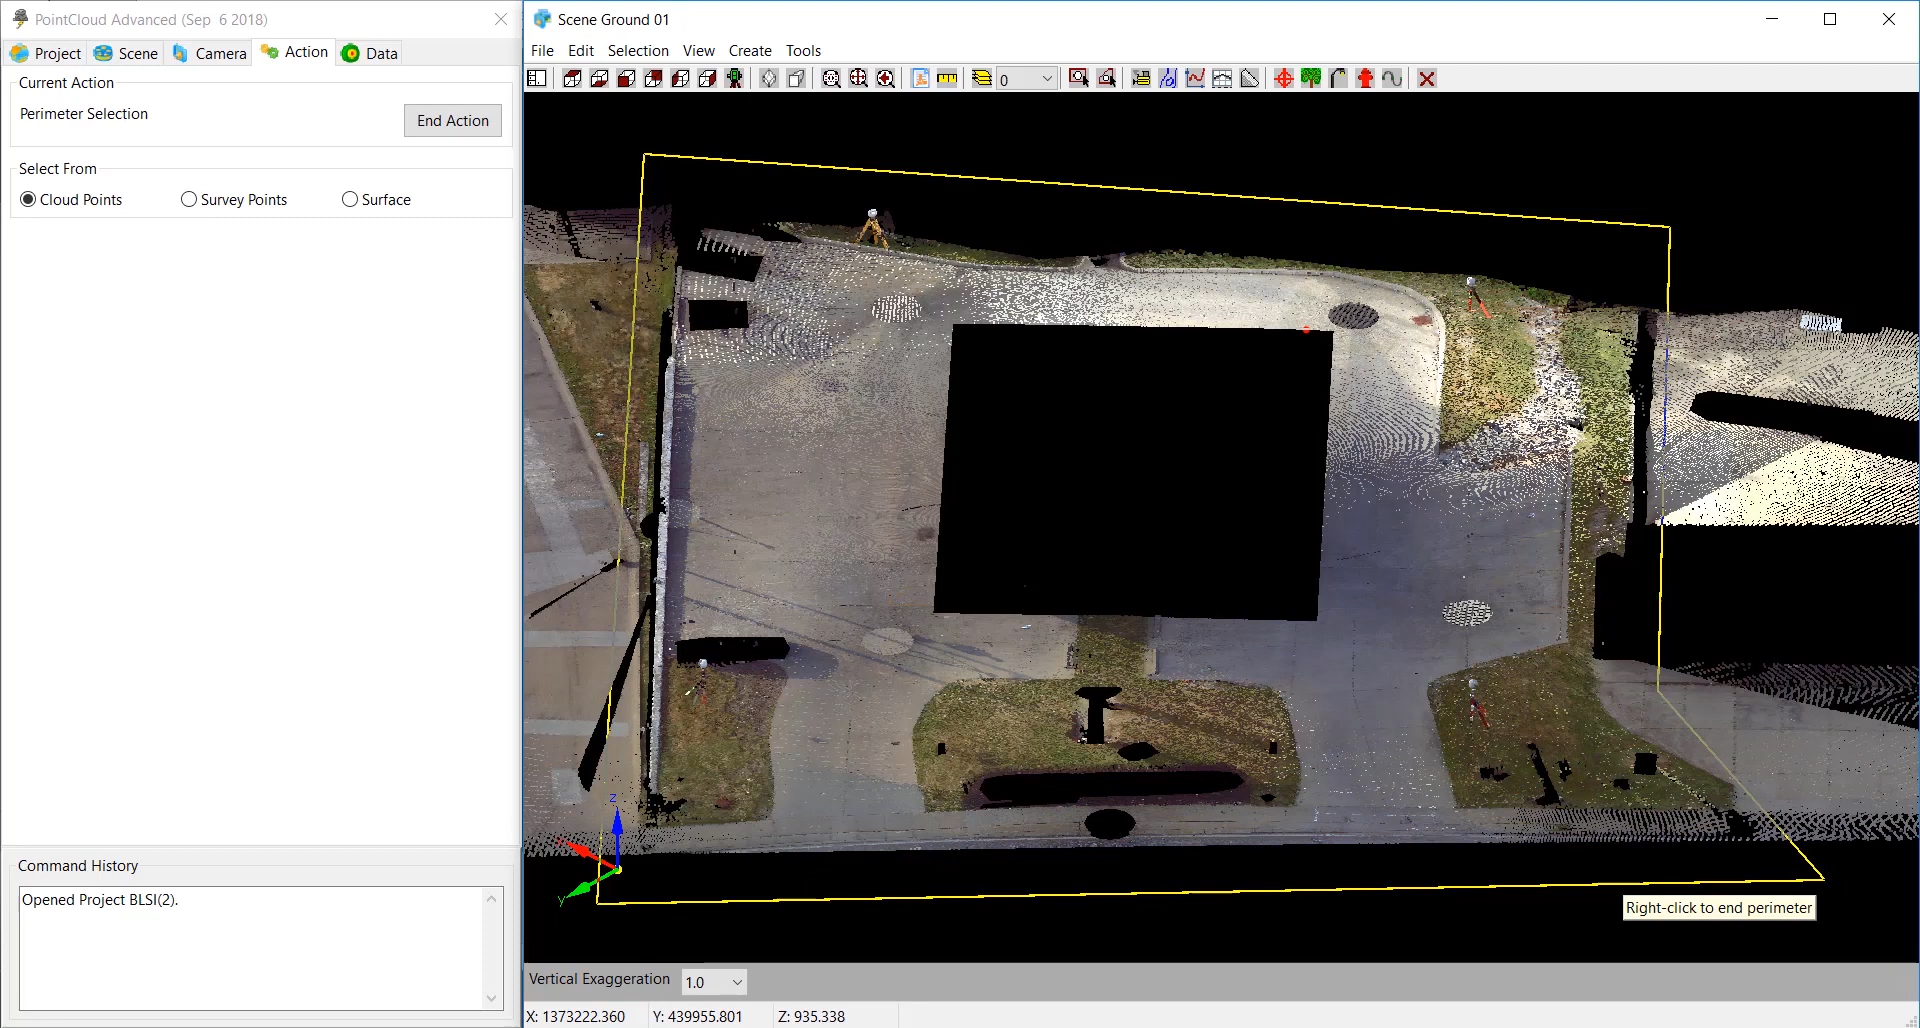 PointCloud Advanced (Sep  6 2018)
Project
Scene
Camera
Action
Data
Current Action
Perimeter Selection
End Action
Select From
Cloud Points
Survey Points
Surface
Command History
Opened Project BLSI(2).
Scene Ground 01
File
Edit
Selection
View
Create
Tools
0
z
y
Right-click to end perimeter
Vertical Exaggeration
1.0
X: 1373222.360
Y: 439955.801
Z: 935.338